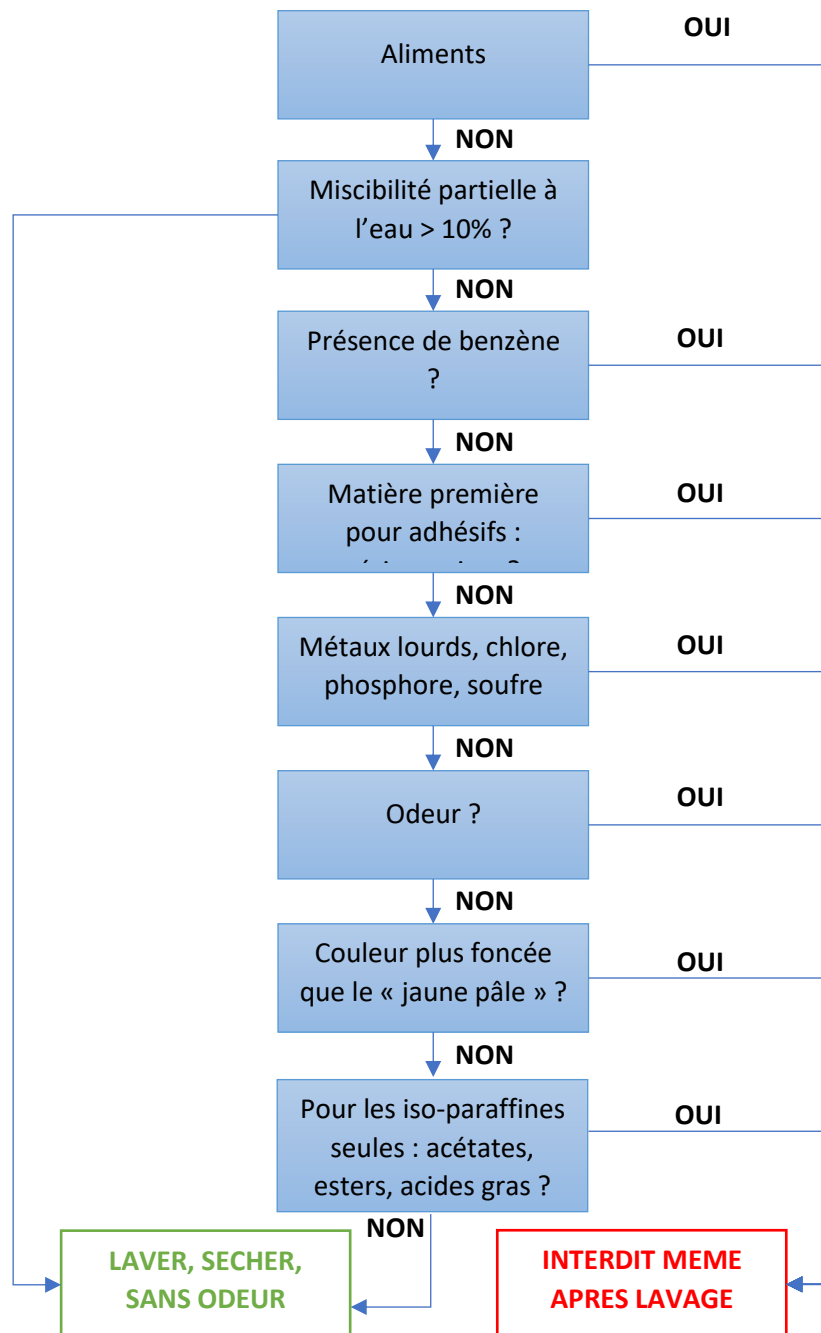 OUI
Aliments
NON
Miscibilité partielle à
l'eau > 10% ?
NON
Présence de benzène
?
OUI
NON
Matière première
pour adhésifs :
OUI
NON
Métaux lourds, chlore,
phosphore, soufre
OUI
NON
Odeur ?
OUI
NON
Couleur plus foncée
que le « jaune pâle » ?
OUI
NON
Pour les iso-paraffines
seules : acétates,
esters, acides gras ?
OUI
NON
LAVER, SECHER,
SANS ODEUR
INTERDIT MEME
APRES LAVAGE